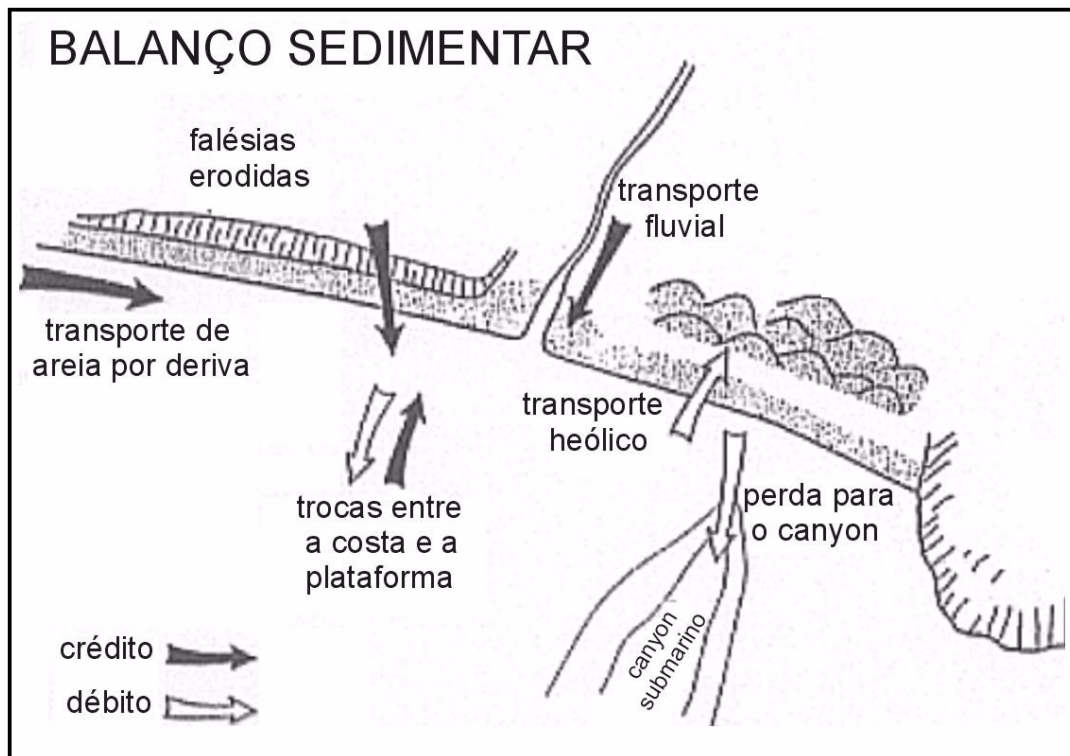 BALANÇO SEDIMENTAR
falésias
erodidas
transporte
fluvial
transporte de
areia por deriva
transporte
heólico
trocas entre
a costa e a
plataforma
perda para
o canyon
canyon
submarino
crédito
débito